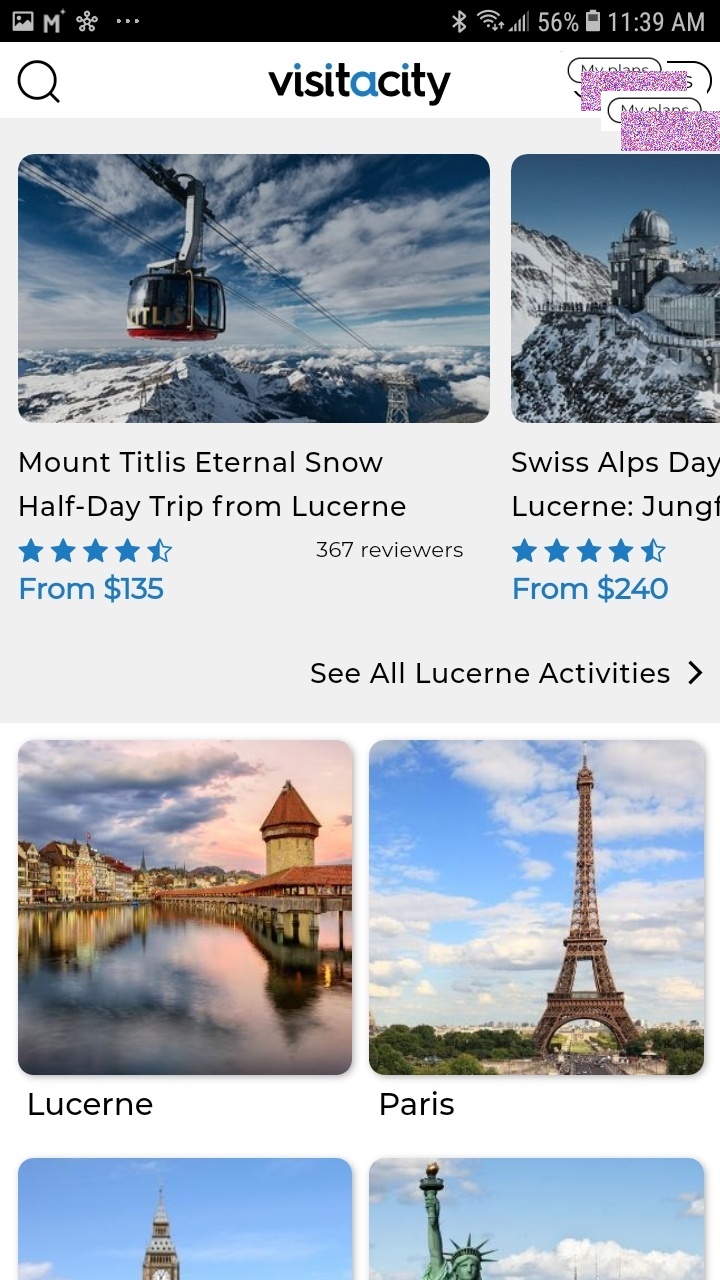 56% 11:39 AM
visitacity
My plans
My plans
TITLIS
Mount Titlis Eternal Snow
Half-Day Trip from Lucerne
367 reviewers
From $135
Swiss Alps Day
Lucerne: Jungf
From $240
See All Lucerne Activities
Lucerne
Paris